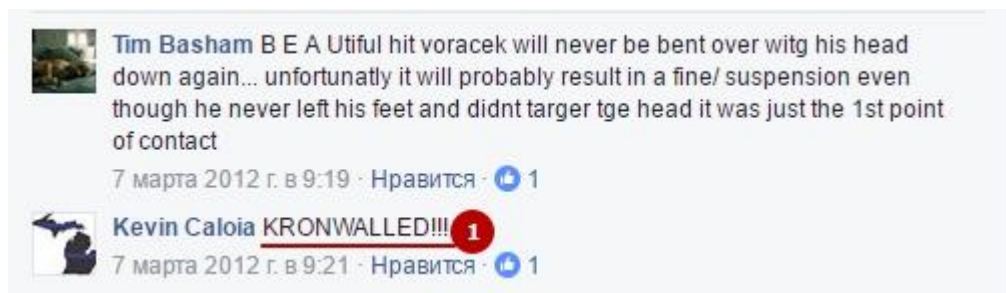 Tim Basham B E A Utiful hit voracek will never be bent over witg his head
down again... unfortunatly it will probably result in a fine/ suspension even
though he never left his feet and didnt targer tge head it was just the 1st point
of contact
7 марта 2012 г. в 9:19 · Нравится · 1
Kevin Caloia KRONWALLED!!! 1
7 марта 2012 г. в 9:21 · Нравится · 1